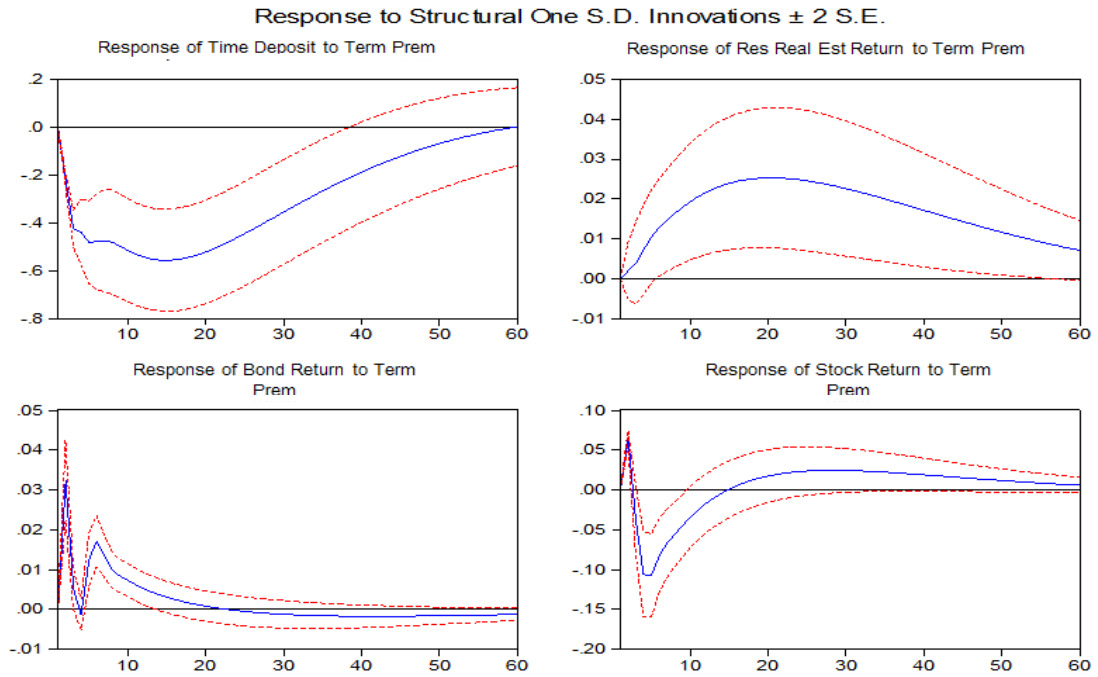 Response to Structural One S.D. Innovations ± 2 S.E.
Response of Time Deposit to Term Prem
.2
.0
-.2
-.4
-.6
-.8
10 20 30 40 50 60
Response of Res Real Est Return to Term Prem
.05
.04
.03
.02
.01
.00
-.01
10 20 30 40 50 60
Response of Bond Return to Term
Prem
.05
.04
.03
.02
.01
.00
-.01
10 20 30 40 50 60
Response of Stock Return to Term
Prem
.10
.05
.00
-.05
-.10
-.15
-.20
10 20 30 40 50 60